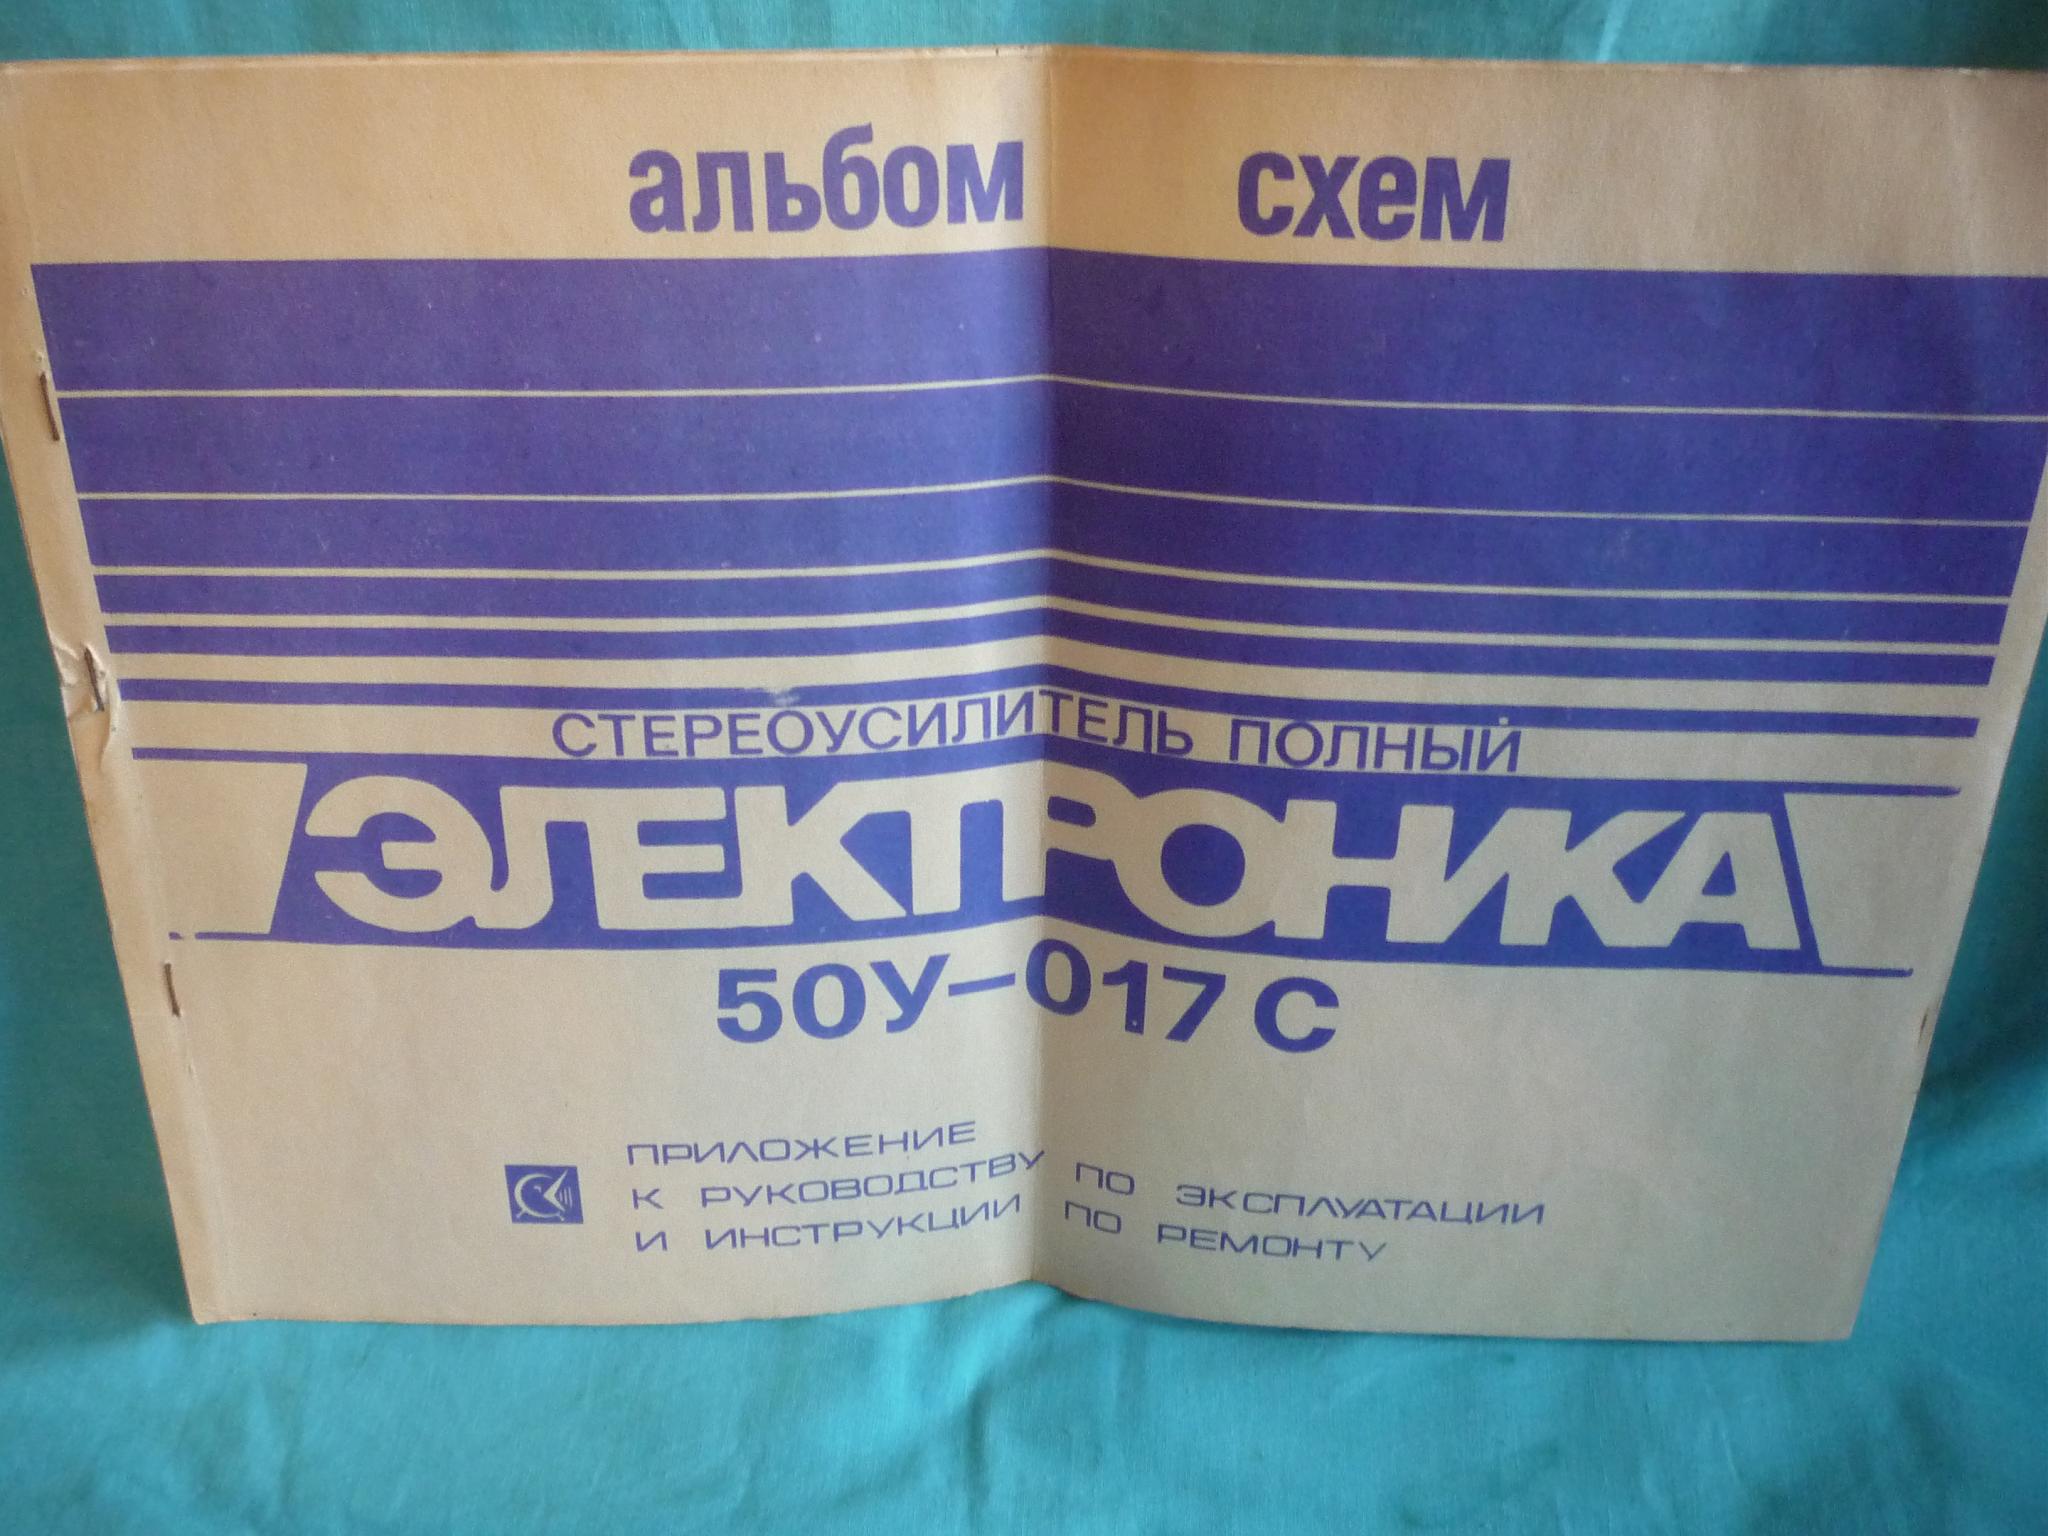 альбом схем
СТЕРЕОУСИЛИТЕЛЬ ПОЛНЫЙ
ЭЛЕКТРОНИКА
50У–017С
ПРИЛОЖЕНИЕ
К РУКОВОДСТВУ ПО ЭКСПЛУАТАЦИИ
И ИНСТРУКЦИИ ПО РЕМОНТУ